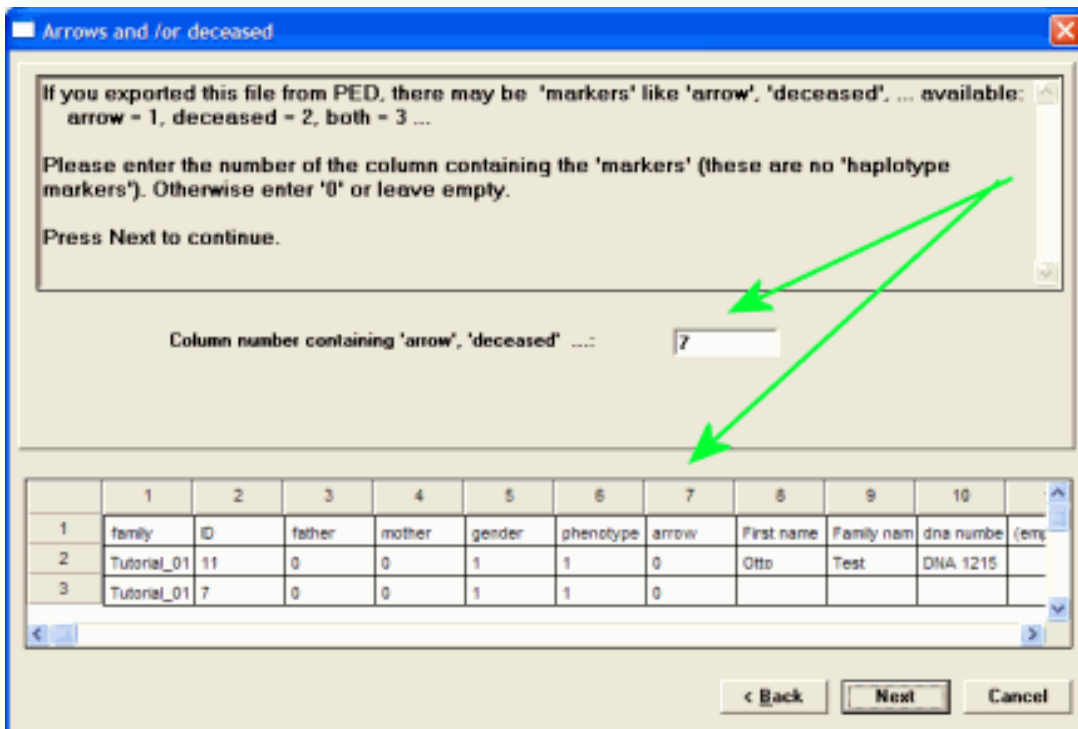 Arrows and /or deceased
If you exported this file from PED, there may be 'markers' like 'arrow', 'deceased', ... available:
arrow = 1, deceased = 2, both = 3 ...
Please enter the number of the column containing the 'markers' (these are no 'haplotype
markers'). Otherwise enter '0' or leave empty.
Press Next to continue.
Column number containing 'arrow', 'deceased' ...: 7
1 2 3 4 5 6 7 8 9 10
1 family ID father mother gender phenotype arrow First name Family nam dna numbe (emp
2 Tutorial_01 11 0 0 1 1 0 Otto Test DNA 1215
3 Tutorial_01 7 0 0 1 1 0
< Back Next Cancel